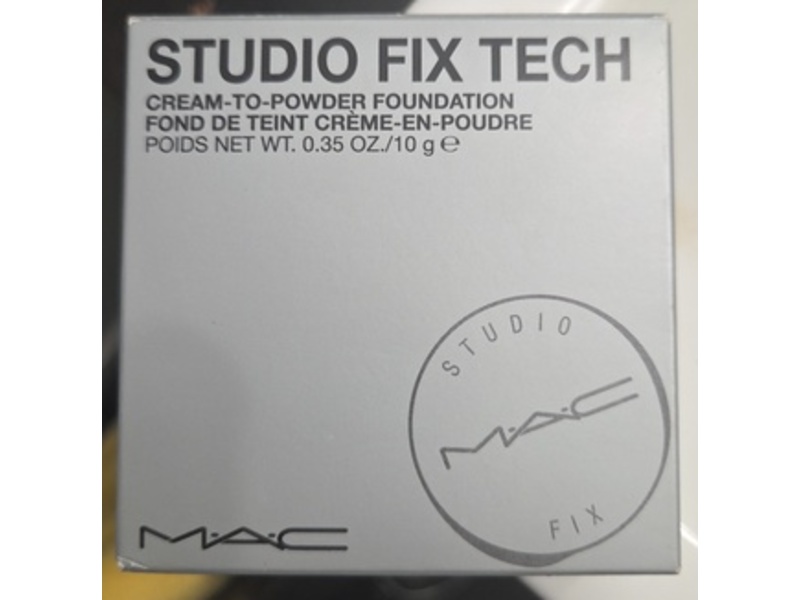 STUDIO FIX TECH
CREAM-TO-POWDER FOUNDATION
FOND DE TEINT CRÈME-EN-POUDRE
POIDS NET WT. 0.35 OZ./10 g ℮
STUDIO
M·A·C
FIX
M·A·C